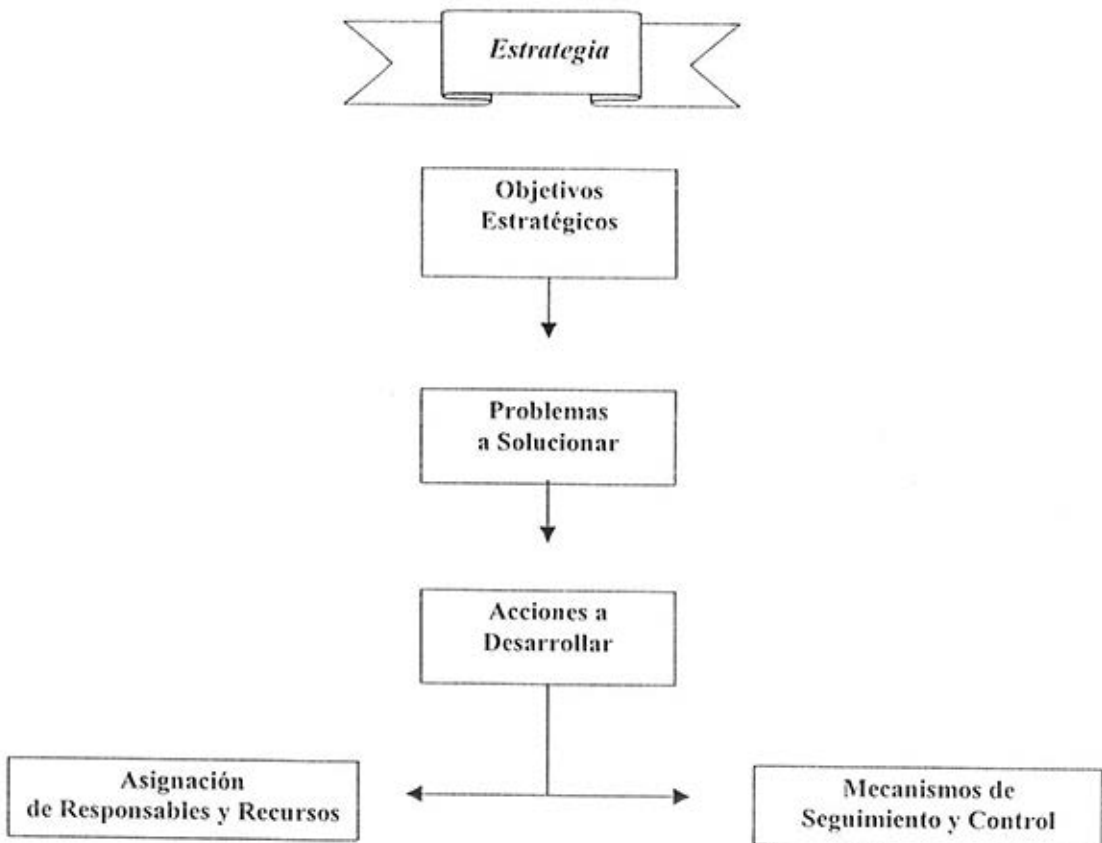 Estrategia
Objetivos
Estratégicos
Problemas
a Solucionar
Acciones a
Desarrollar
Asignación
de Responsables y Recursos
Mecanismos de
Seguimiento y Control